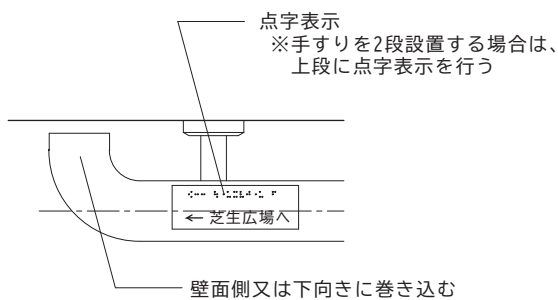 点字表示
※手すりを2段設置する場合は、
上段に点字表示を行う
← 芝生広場へ
壁面側又は下向きに巻き込む